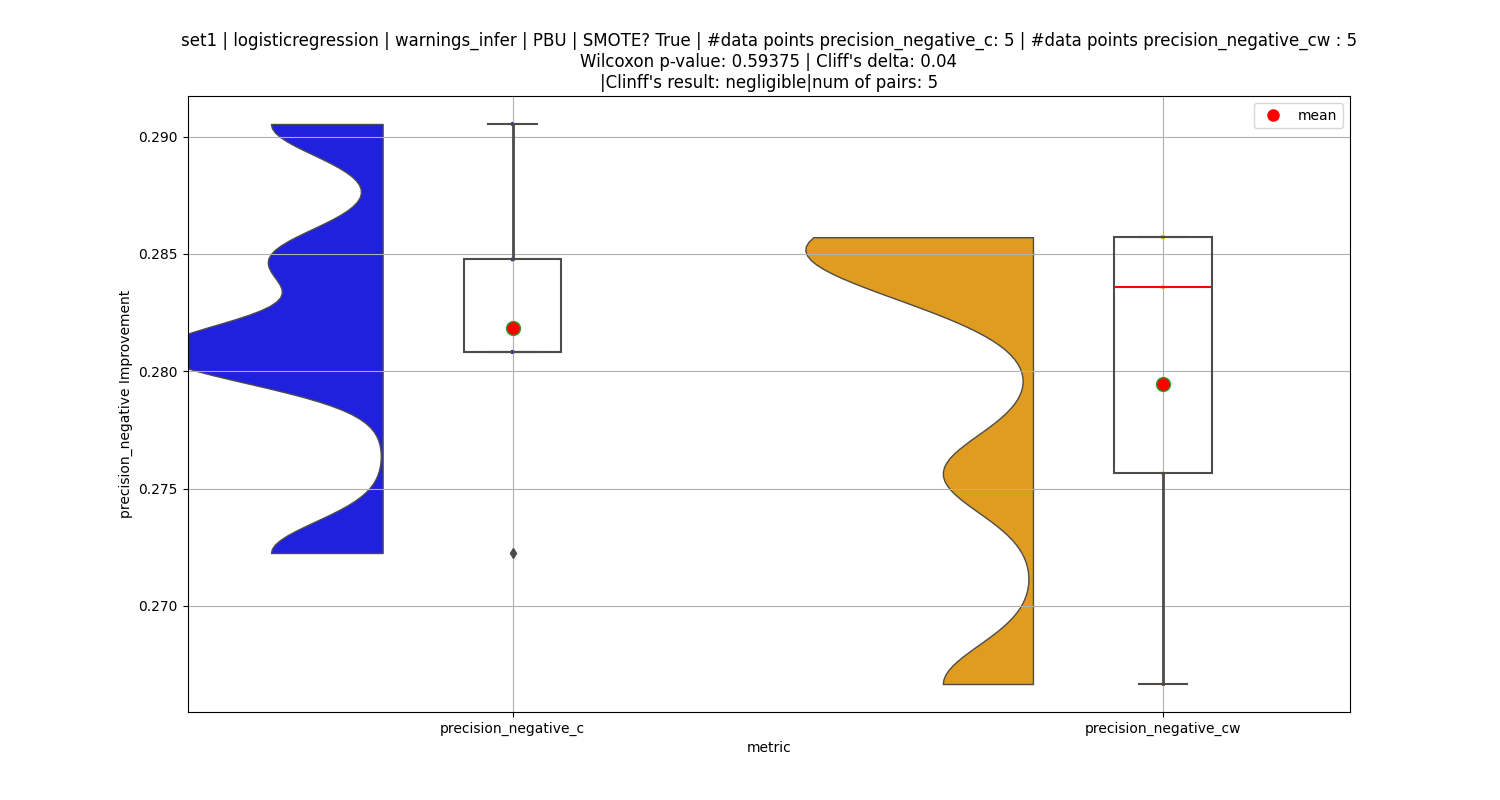 set1 | logisticregression | warnings_infer | PBU | SMOTE? True | #data points precision_negative_c: 5 | #data points precision_negative_cw : 5
Wilcoxon p-value: 0.59375 | Cliff's delta: 0.04
|Clinff's result: negligible|num of pairs: 5
mean
0.290
0.285
0.280
0.275
0.270
precision_negative Improvement
precision_negative_c
precision_negative_cw
metric